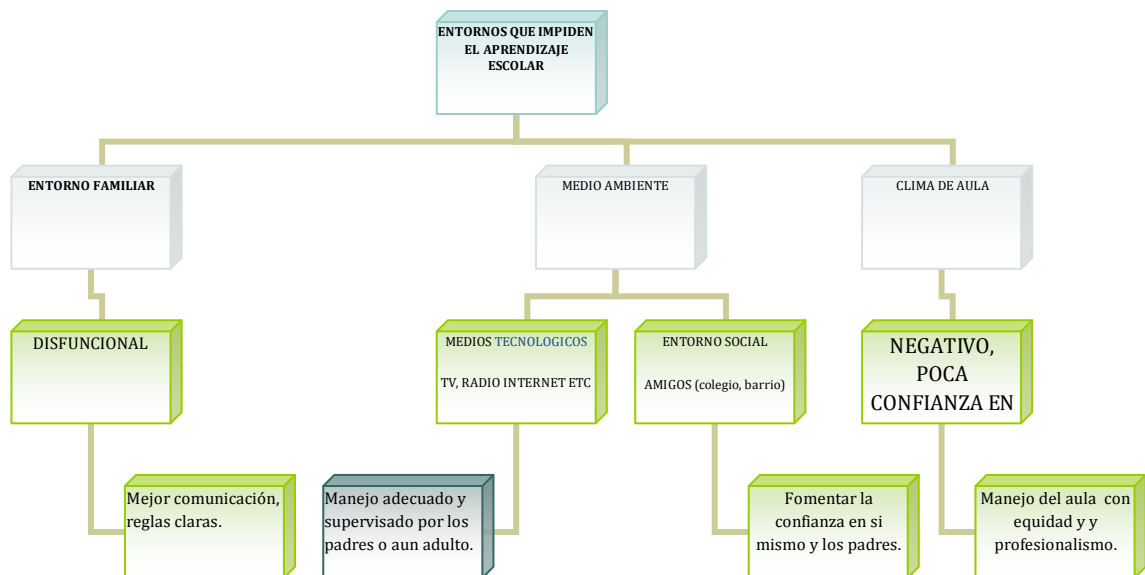 ENTORNOS QUE IMPIDEN
EL APRENDIZAJE
ESCOLAR
ENTORNO FAMILIAR
MEDIO AMBIENTE
CLIMA DE AULA
DISFUNCIONAL
MEDIOS TECNOLOGICOS
TV, RADIO INTERNET ETC
ENTORNO SOCIAL
AMIGOS (colegio, barrio)
NEGATIVO,
POCA
CONFIANZA EN
Mejor comunicación,
reglas claras.
Manejo adecuado y
supervisado por los
padres o aun adulto.
Fomentar la
confianza en si
mismo y los padres.
Manejo del aula con
equidad y y
profesionalismo.